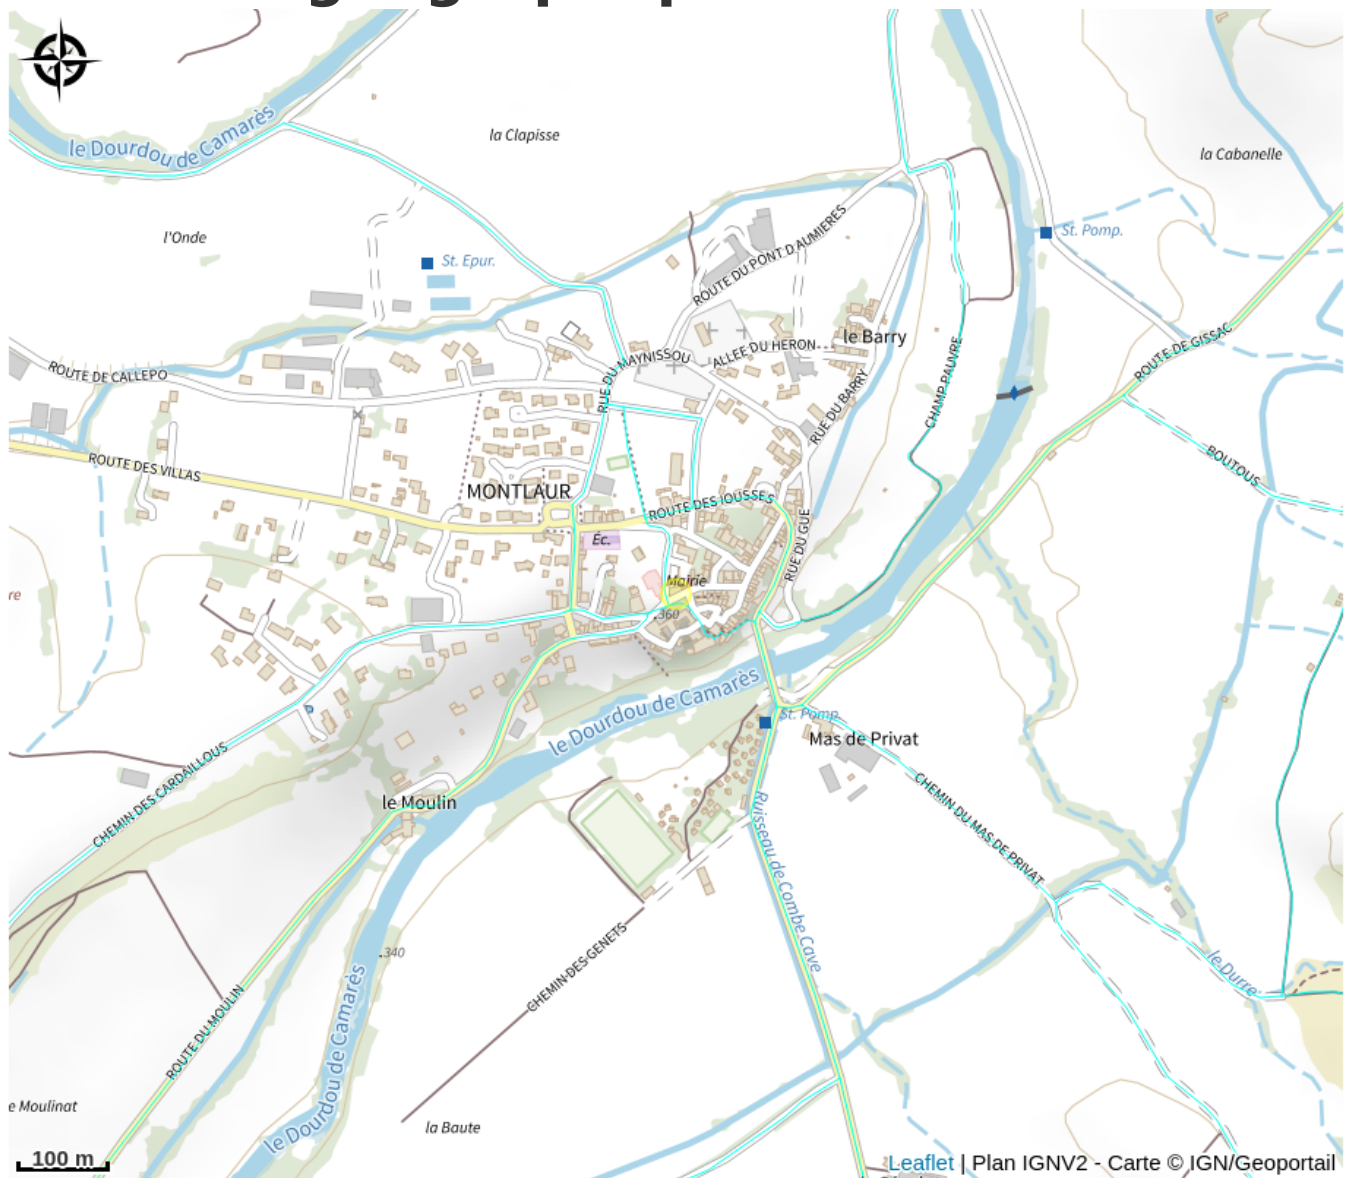 le Dourdou de Camarès
la Clapisse
la Cabanelle
l'Onde
St. Pomp.
St. Epur.
ROUTE DU PONT D AUMIERES
le Barry
ROUTE DE GISSAC
ALLEE DU HERON
RUE DU MAYNISSOU
ROUTE DE CALLEPO
CHAMP PAUVRE
RUE DU BARRY
ROUTE DES VILLAS
BOUTOUS
MONTLAUR
ROUTE DES IOUSSES
Éc.
RUE DU GUE
Mairie
re
360
le Dourdou de Camarès
St. Pomp.
Mas de Privat
CHEMIN DES CARDAILLOUS
le Moulin
CHEMIN DU MAS DE PRIVAT
Ruisseau de Combe Cave
340
CHEMIN DES GENETS
le Durre
ROUTE DU MOULIN
le Dourdou de Camarès
e Moulinat
la Baute
100 m
Leaflet | Plan IGNV2 - Carte © IGN/Geoportail